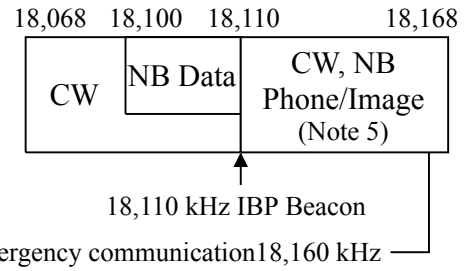 18,068 18,100 18,110 18,168
CW
NB Data
CW, NB
Phone/Image
(Note 5)
18,110 kHz IBP Beacon
ergency communication18,160 kHz